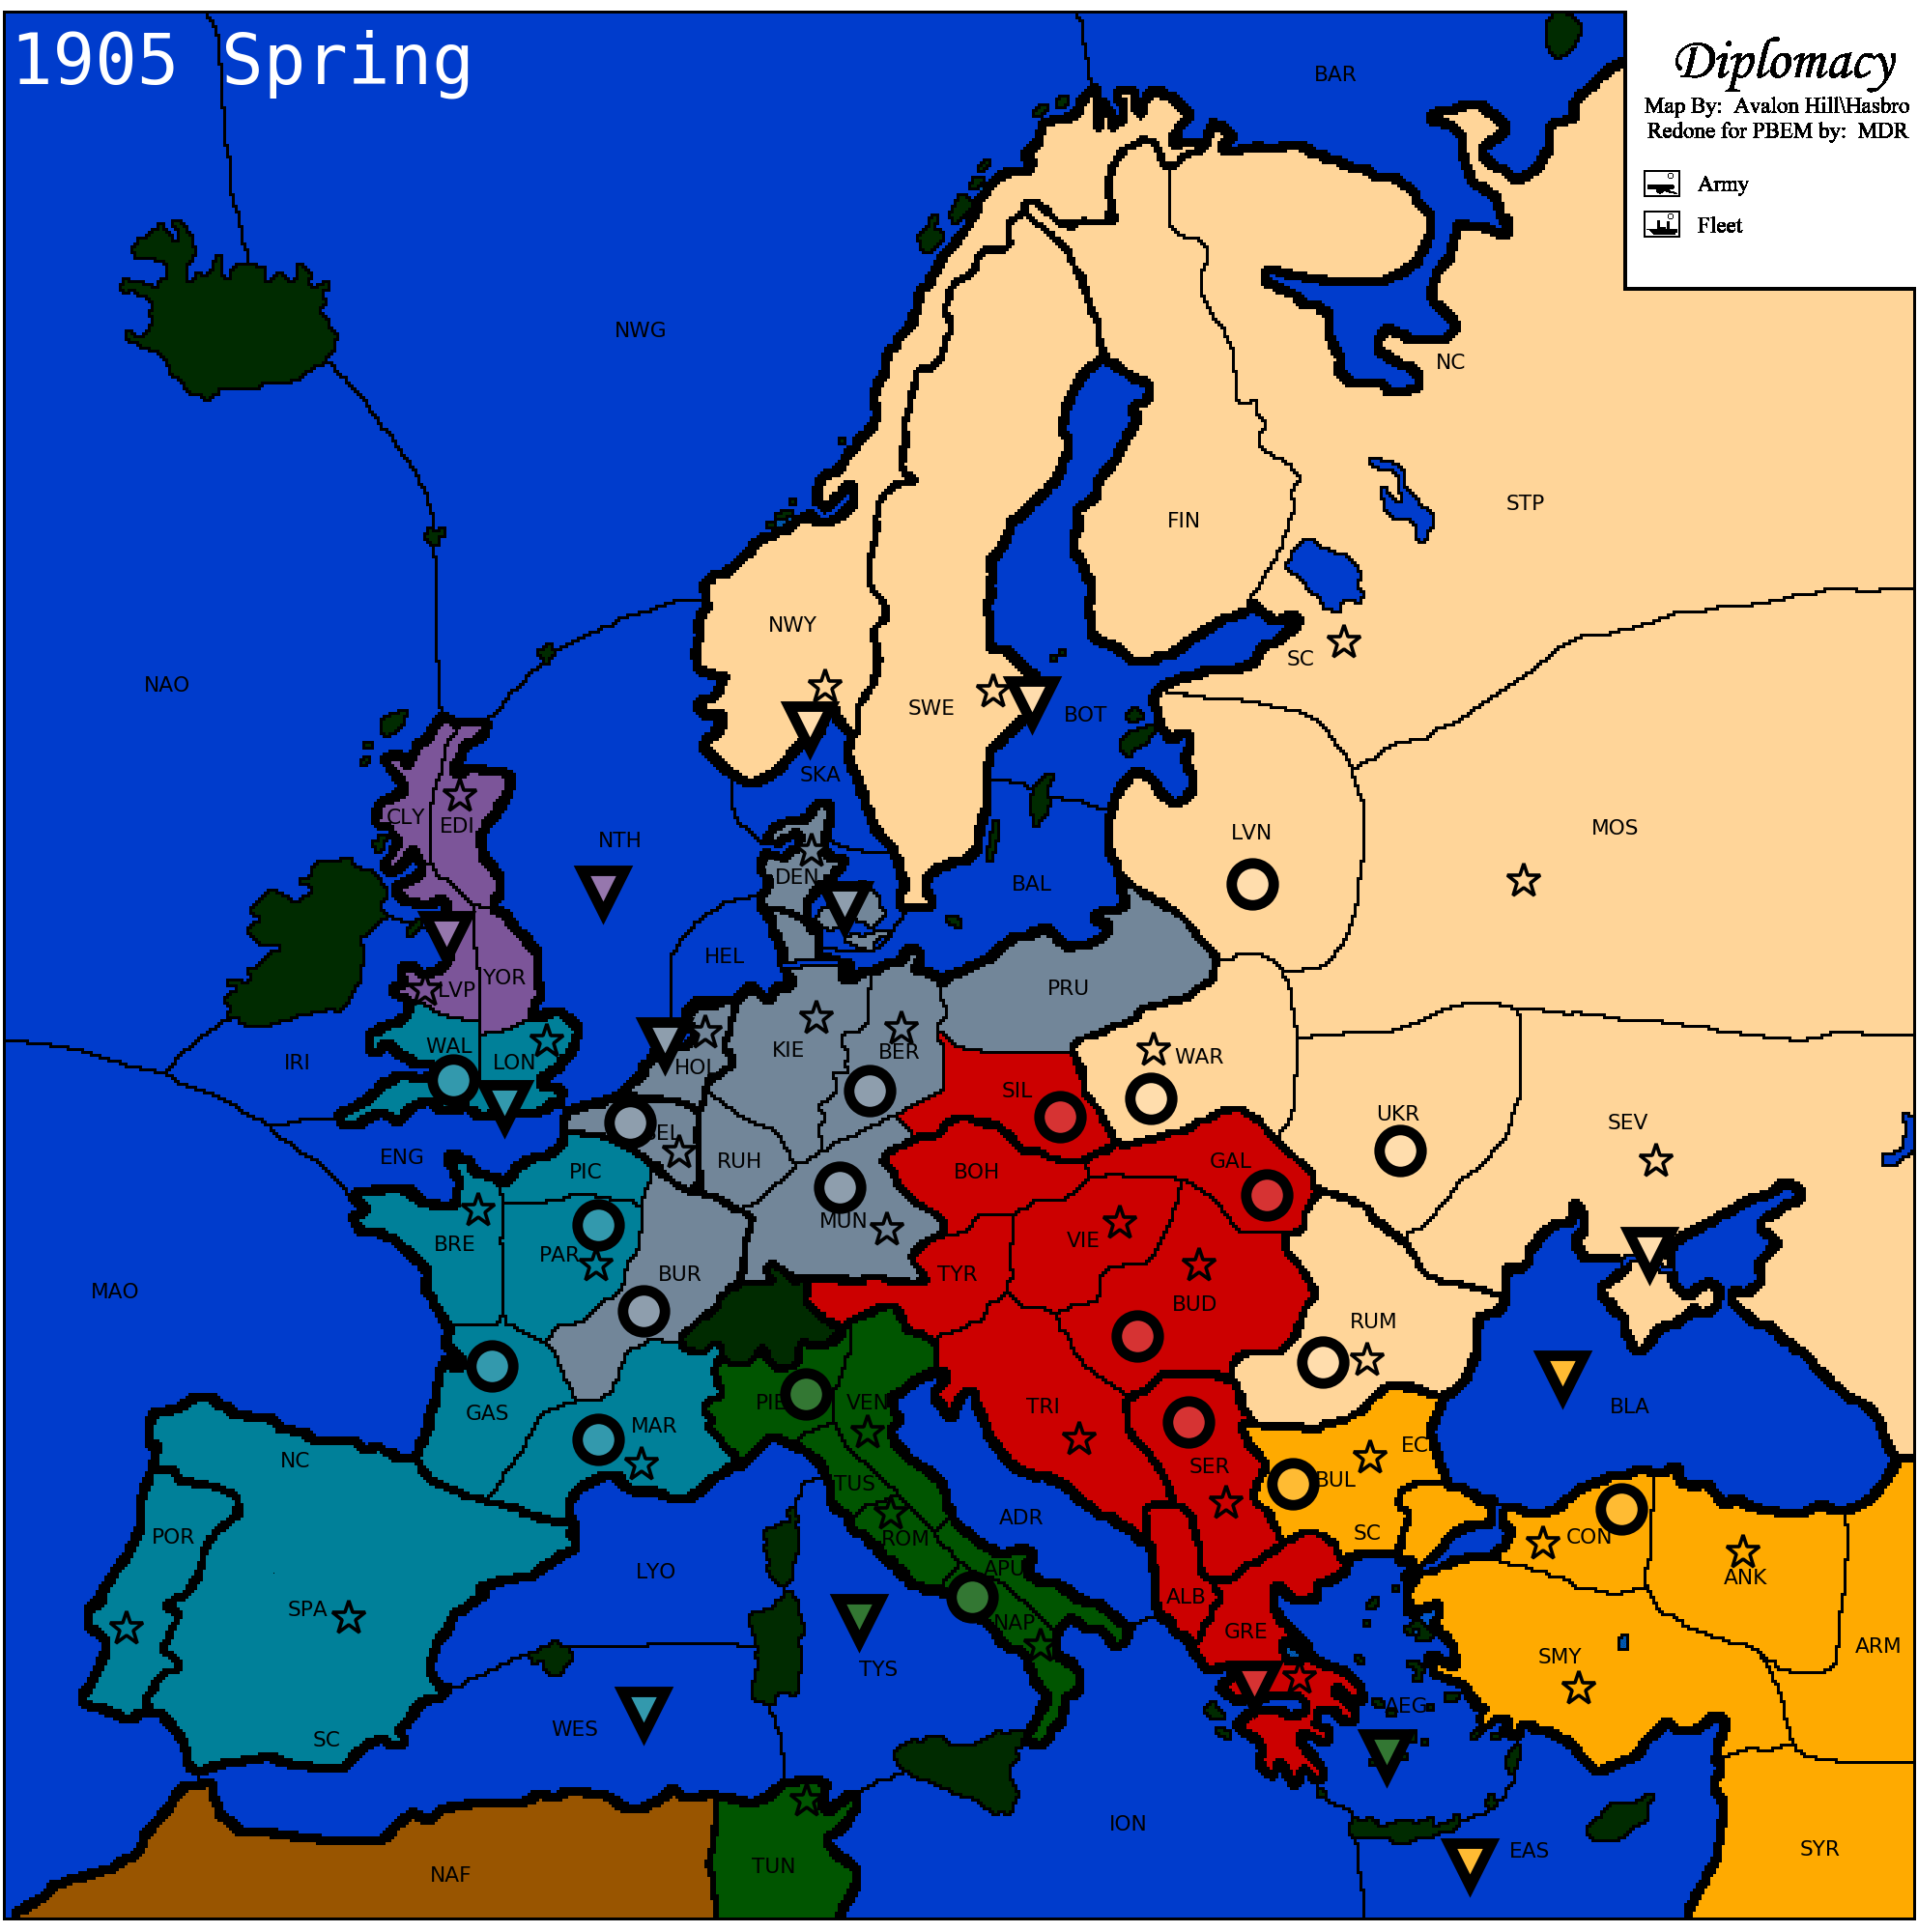 1905 Spring
Diplomacy
Map By: Avalon Hill\Hasbro
Redone for PBEM by: MDR
Army
Fleet
BAR
NWG
NC
STP
FIN
NAO
NWY
SC
SWE
BOT
SKA
CLY
EDI
NTH
LVN
MOS
DEN
BAL
HEL
YOR
LVP
PRU
IRI
WAL
LON
KIE
BER
HOL
WAR
SIL
UKR
SEV
ENG
PIC
BEL
RUH
BOH
GAL
MUN
BRE
PAR
BUR
TYR
VIE
MAO
BUD
RUM
GAS
MAR
PIE
VEN
TRI
BLA
NC
SER
EC
BUL
TUS
POR
ROM
ADR
SC
CON
LYO
APU
ANK
SPA
ALB
NAP
GRE
ARM
TYS
SMY
AEG
SC
WES
ION
EAS
SYR
NAF
TUN